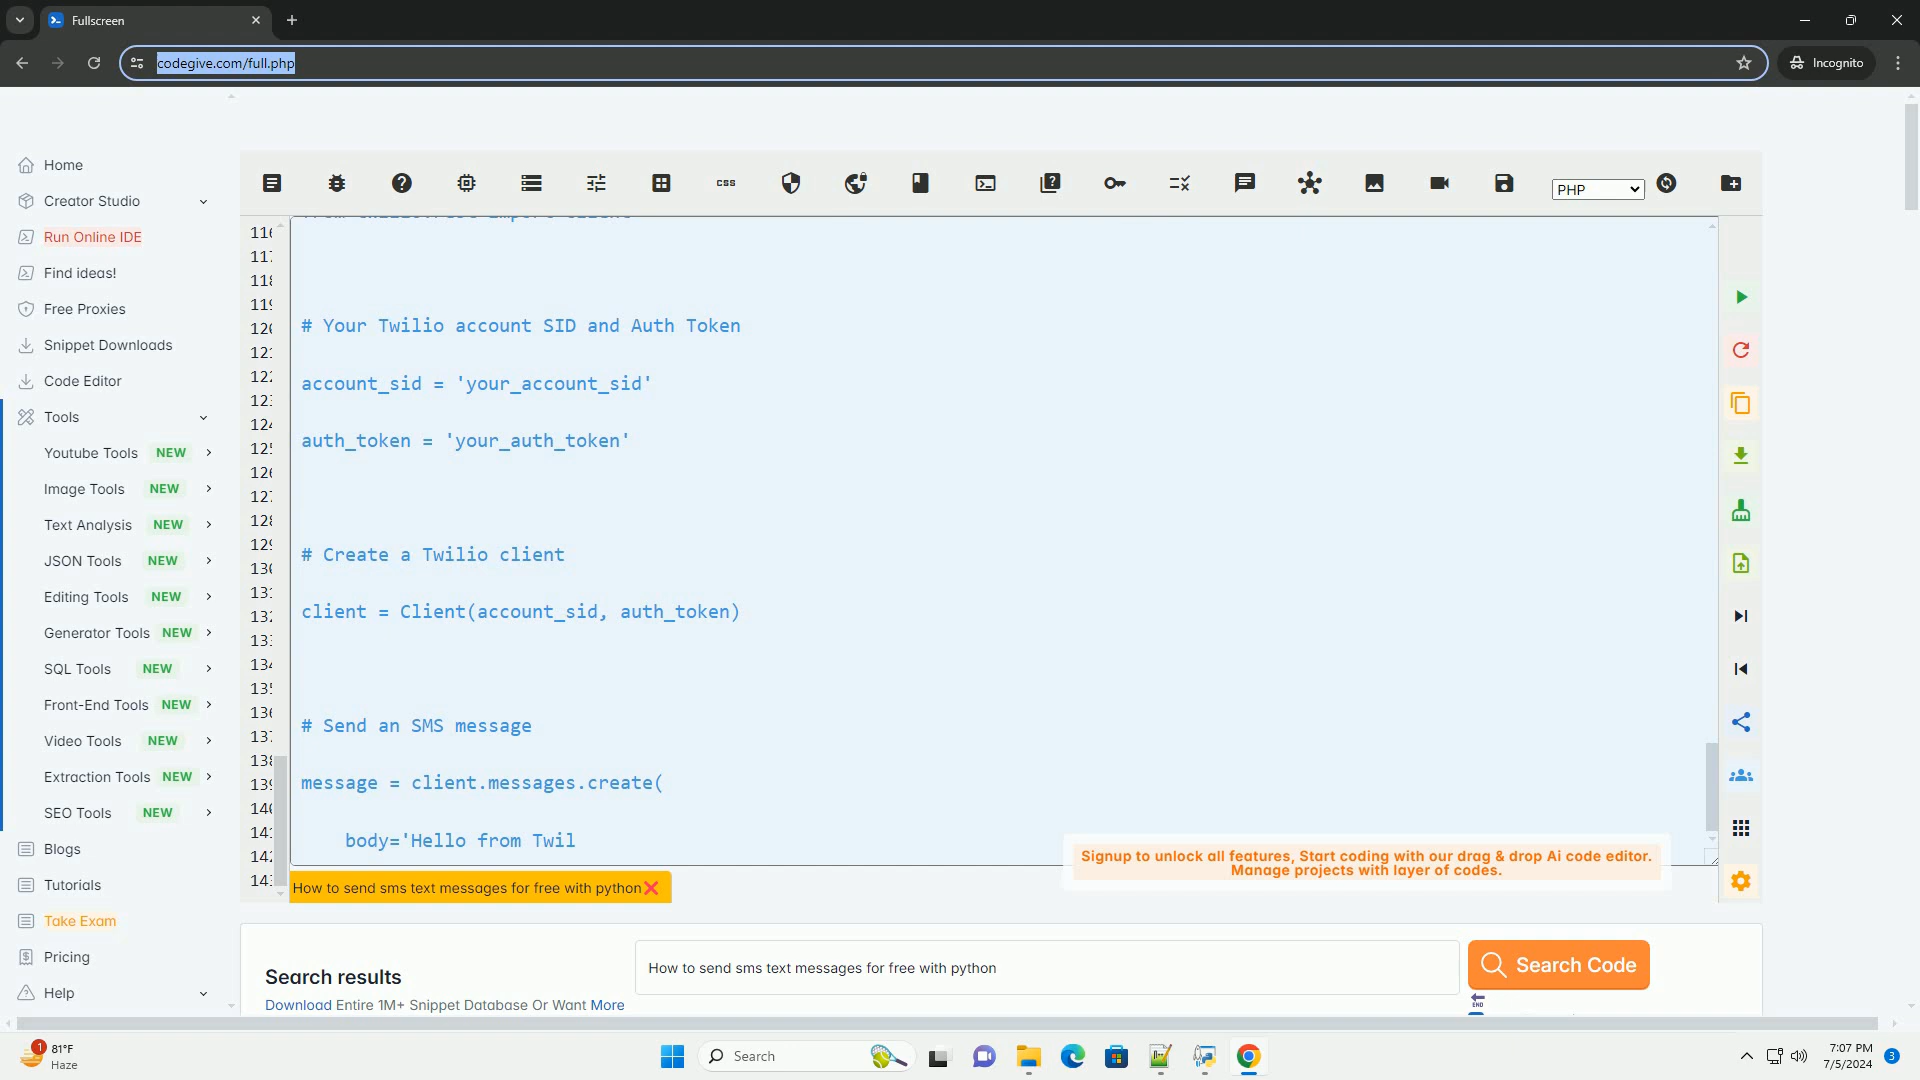 Fullscreen
codegive.com/full.php
Incognito
Home
Creator Studio
Run Online IDE
Find ideas!
Free Proxies
Snippet Downloads
Code Editor
Tools
Youtube Tools NEW
Image Tools NEW
Text Analysis NEW
JSON Tools NEW
Editing Tools NEW
Generator Tools NEW
SQL Tools NEW
Front-End Tools NEW
Video Tools NEW
Extraction Tools NEW
SEO Tools NEW
Blogs
Tutorials
Take Exam
Pricing
Help
css
PHP
# Your Twilio account SID and Auth Token
account_sid = 'your_account_sid'
auth_token = 'your_auth_token'
# Create a Twilio client
client = Client(account_sid, auth_token)
# Send an SMS message
message = client.messages.create(
body='Hello from Twil
Signup to unlock all features, Start coding with our drag & drop Ai code editor.
Manage projects with layer of codes.
How to send sms text messages for free with python
Search results
Download Entire 1M+ Snippet Database Or Want More
How to send sms text messages for free with python
Search Code
END
1
81°F
Haze
Search
7:07 PM
7/5/2024
3